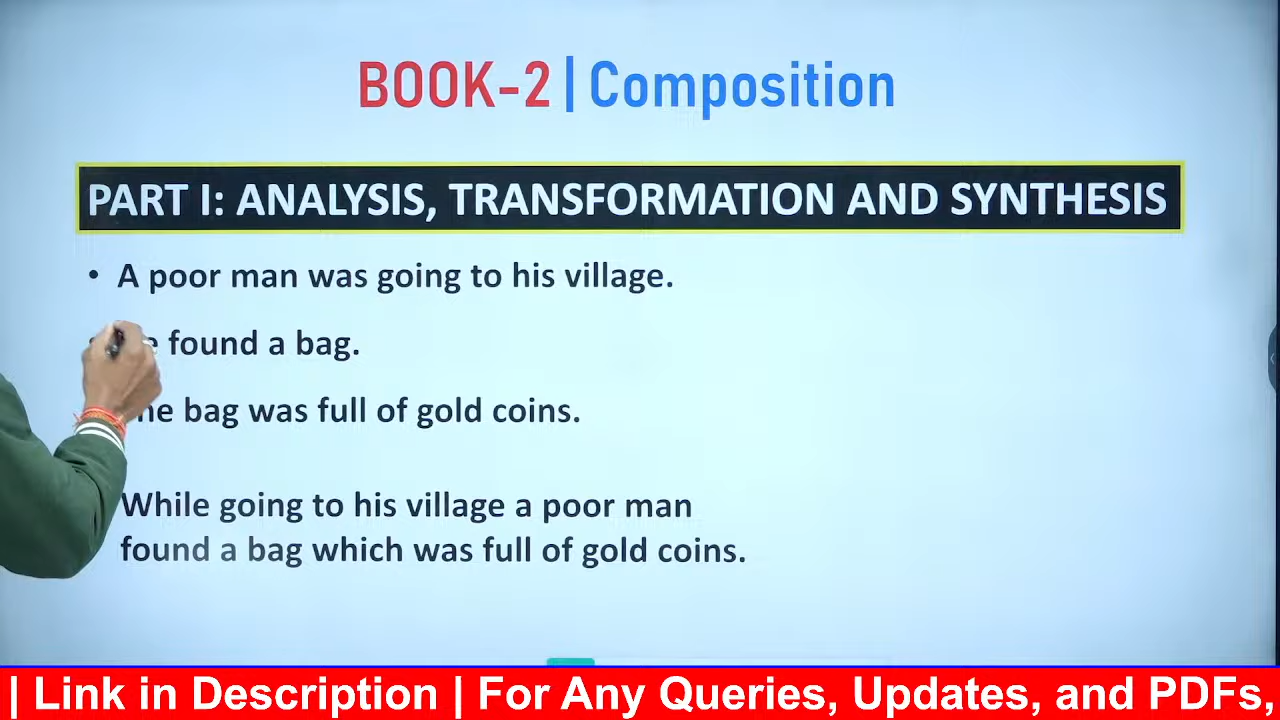 BOOK-2 | Composition
PART I: ANALYSIS, TRANSFORMATION AND SYNTHESIS
• A poor man was going to his village.
found a bag.
bag was full of gold coins.
While going to his village a poor man
found a bag which was full of gold coins.
| Link in Description | For Any Queries, Updates, and PDFs,